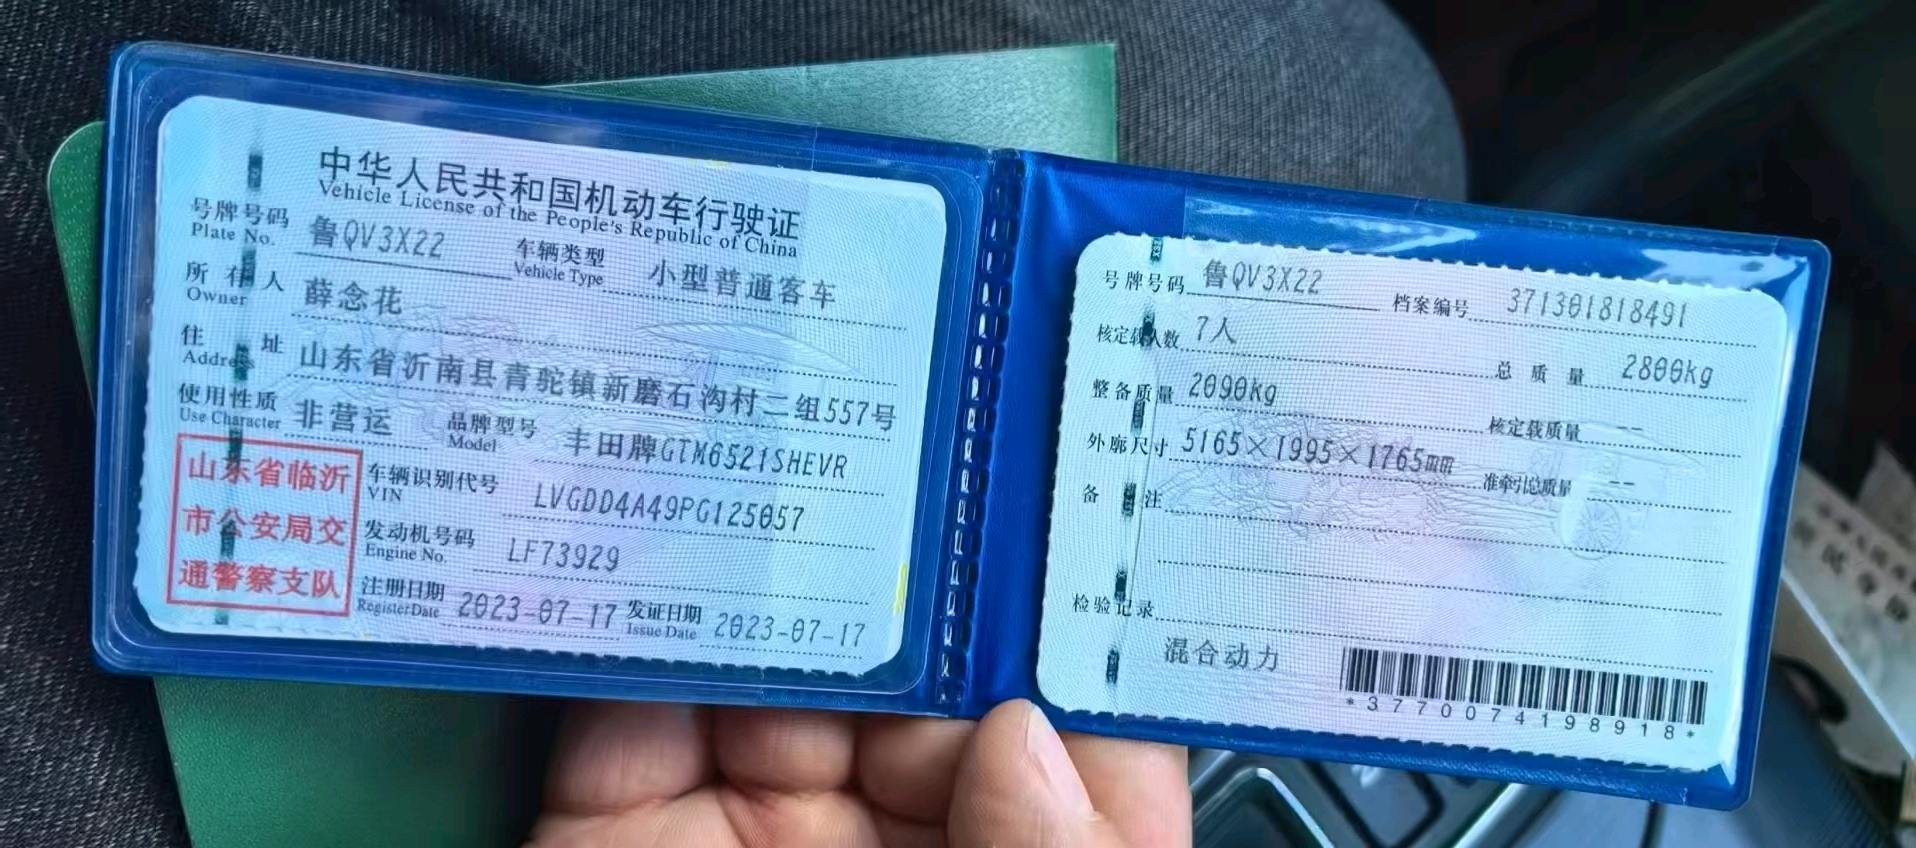 中华人民共和国机动车行驶证
Vehicle License of the People's Republic of China
号牌号码 鲁QV3X22 车辆类型 小型普通客车
Plate No. Vehicle Type
所有人 薛念花
Owner
住址 山东省沂南县青驼镇新磨石沟村二组557号
Address
使用性质 非营运 品牌型号 丰田牌GTM6521SHEVR
Use Character Model
山东省临沂
市公安局交
通警察支队
车辆识别代号 LVGDD4A49PG125057
VIN
发动机号码 LF73929
Engine No.
注册日期 2023-07-17 发证日期 2023-07-17
Register Date Issue Date
号牌号码 鲁QV3X22 档案编号 371301818491
核定载人数 7人 总质量 2800kg
整备质量 2090kg 核定载质量 --
外廓尺寸 5165×1995×1765mm 准牵引总质量 --
备注
检验记录
混合动力
*3770074198918*